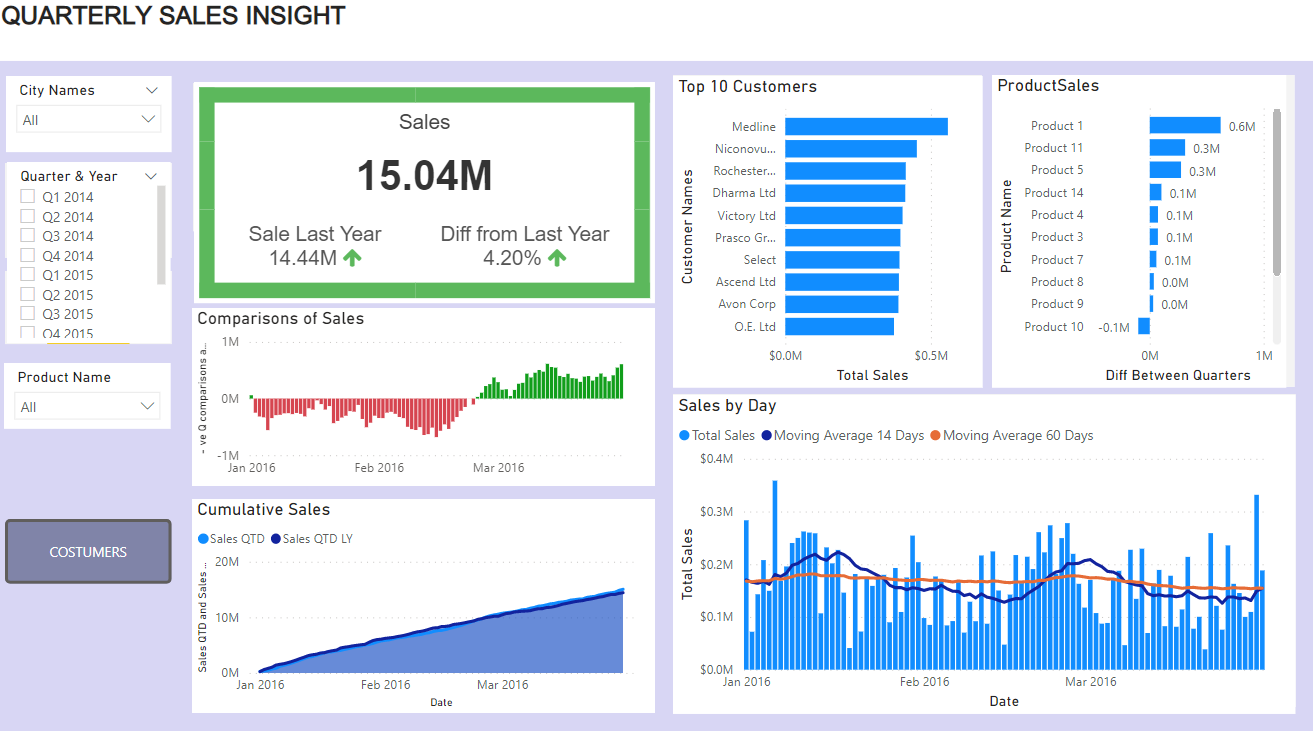 QUARTERLY SALES INSIGHT
City Names
All
Quarter & Year
Q1 2014
Q2 2014
Q3 2014
Q4 2014
Q1 2015
Q2 2015
Q3 2015
Q4 2015
Product Name
All
COSTUMERS
Sales
15.04M
Sale Last Year
14.44M
Diff from Last Year
4.20%
Comparisons of Sales
- ve Q comparisons a...
1M
0M
-1M
Jan 2016 Feb 2016 Mar 2016
Cumulative Sales
Sales QTD Sales QTD LY
Sales QTD and Sales ...
20M
10M
0M
Jan 2016 Feb 2016 Mar 2016
Date
Top 10 Customers
Customer Names
Medline
Niconovu...
Rochester...
Dharma Ltd
Victory Ltd
Prasco Gr...
Select
Ascend Ltd
Avon Corp
O.E. Ltd
$0.0M $0.5M
Total Sales
ProductSales
Product Name
Product 1 0.6M
Product 11 0.3M
Product 5 0.3M
Product 14 0.1M
Product 4 0.1M
Product 3 0.1M
Product 7 0.1M
Product 8 0.0M
Product 9 0.0M
Product 10 -0.1M
0M 1M
Diff Between Quarters
Sales by Day
Total Sales Moving Average 14 Days Moving Average 60 Days
Total Sales
$0.4M
$0.3M
$0.2M
$0.1M
$0.0M
Jan 2016 Feb 2016 Mar 2016
Date